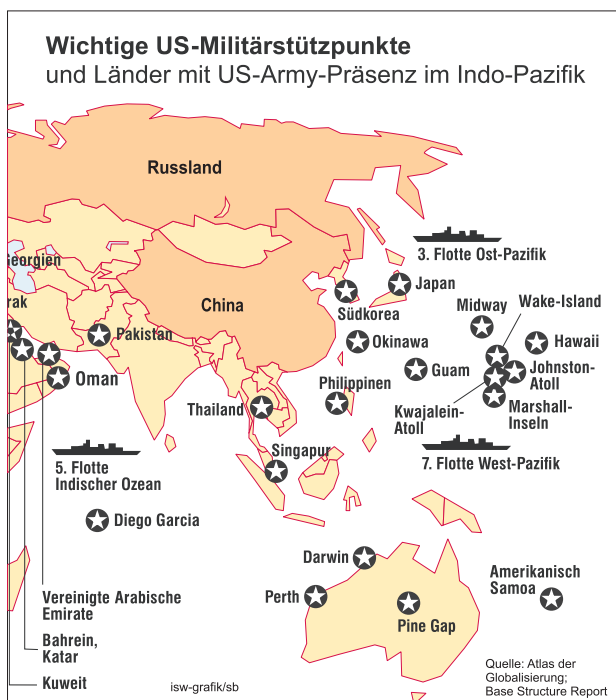 Wichtige US-Militärstützpunkte
und Länder mit US-Army-Präsenz im Indo-Pazifik
Russland
3. Flotte Ost-Pazifik
Georgien
Japan
rak
China
Südkorea
Midway
Wake-Island
Pakistan
Okinawa
Hawaii
Oman
Guam
Johnston-
Atoll
Philippinen
Thailand
Kwajalein-
Atoll
Marshall-
Inseln
Singapur
7. Flotte West-Pazifik
5. Flotte
Indischer Ozean
Diego Garcia
Darwin
Perth
Pine Gap
Amerikanisch
Samoa
Vereinigte Arabische
Emirate
Bahrein,
Katar
Kuweit
isw-grafik/sb
Quelle: Atlas der
Globalisierung;
Base Structure Report